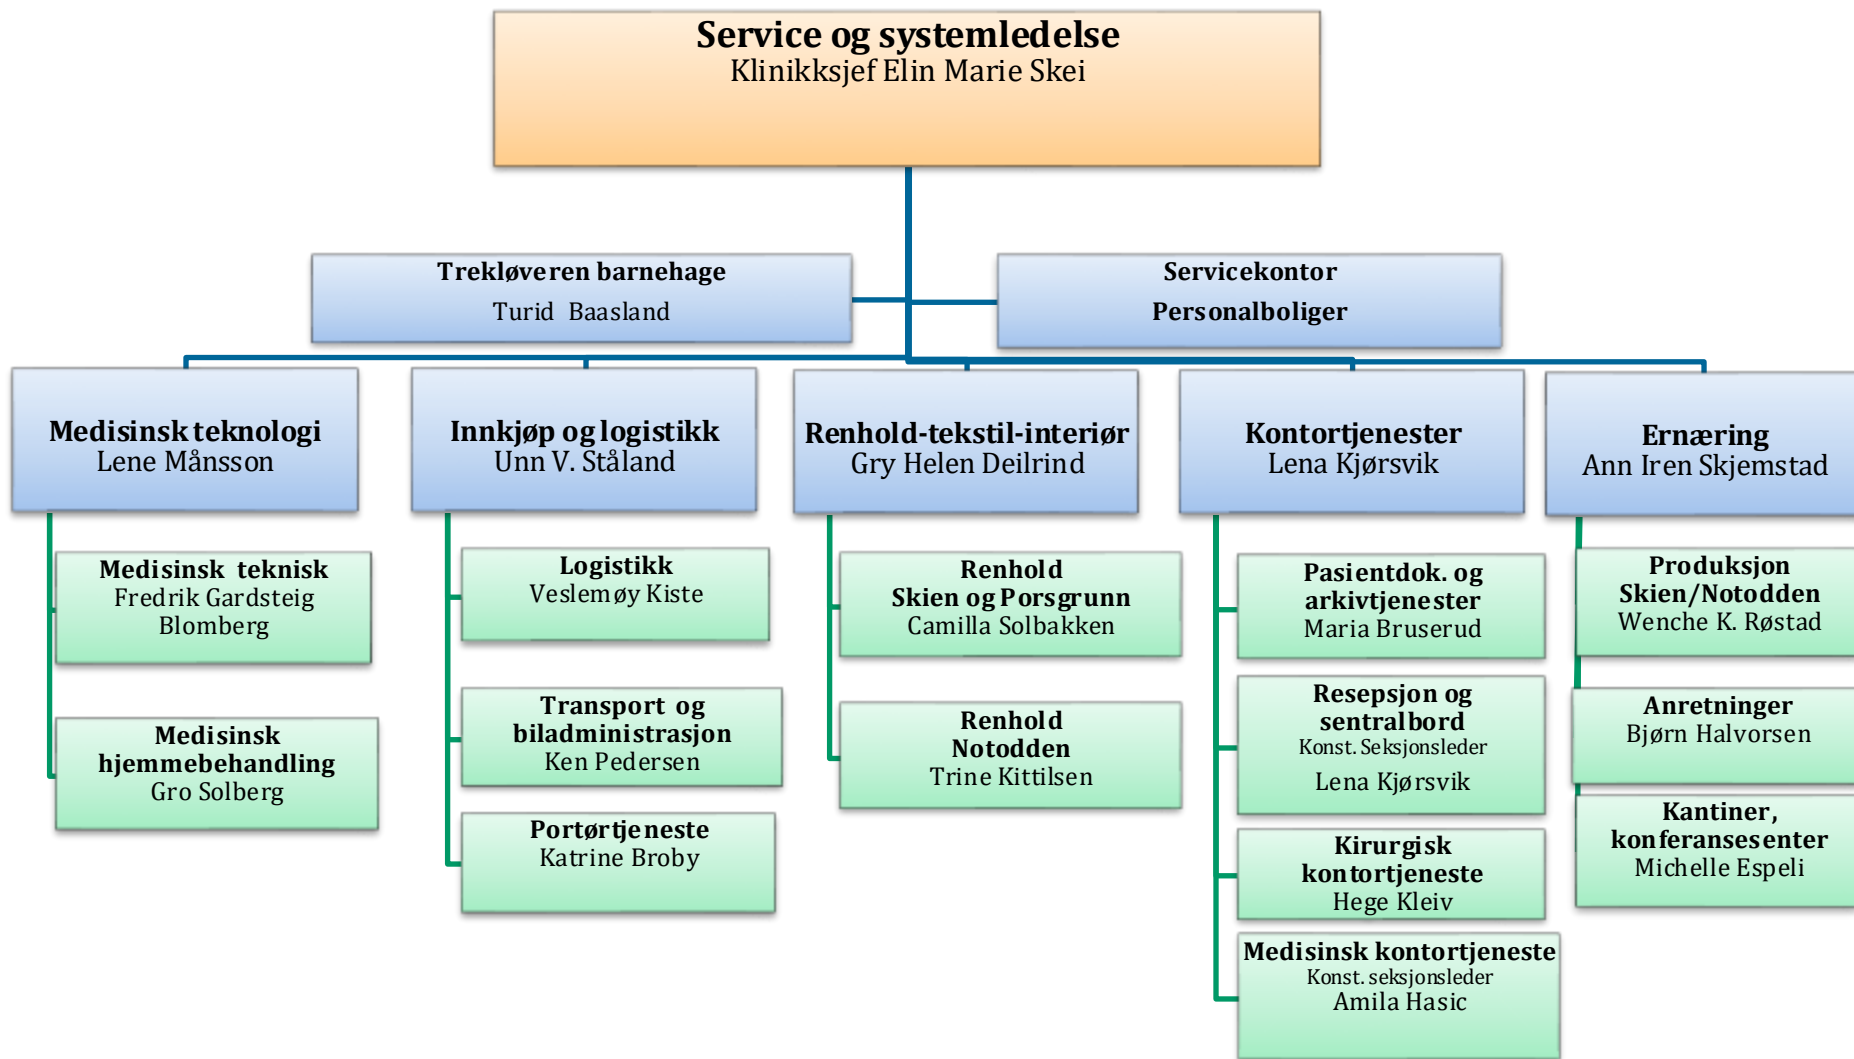 Service og systemledelse
Klinikksjef Elin Marie Skei
Trekløveren barnehage
Turid Baasland
Servicekontor
Personalboliger
Medisinsk teknologi
Lene Månsson
Innkjøp og logistikk
Unn V. Ståland
Renhold-tekstil-interiør
Gry Helen Deilrind
Kontortjenester
Lena Kjørsvik
Ernæring
Ann Iren Skjemstad
Medisinsk teknisk
Fredrik Gardsteig
Blomberg
Medisinsk
hjemmebehandling
Gro Solberg
Logistikk
Veslemøy Kiste
Transport og
biladministrasjon
Ken Pedersen
Portørtjeneste
Katrine Broby
Renhold
Skien og Porsgrunn
Camilla Solbakken
Renhold
Notodden
Trine Kittilsen
Pasientdok. og
arkivtjenester
Maria Bruserud
Resepsjon og
sentralbord
Konst. Seksjonsleder
Lena Kjørsvik
Kirurgisk
kontortjeneste
Hege Kleiv
Medisinsk kontortjeneste
Konst. seksjonsleder
Amila Hasic
Produksjon
Skien/Notodden
Wenche K. Røstad
Anretninger
Bjørn Halvorsen
Kantiner,
konferansesenter
Michelle Espeli